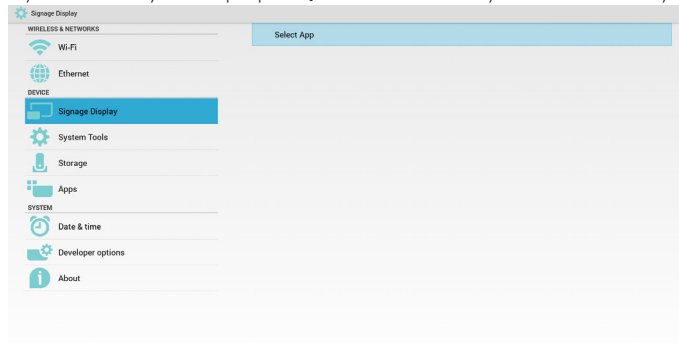 Signage Display
WIRELESS & NETWORKS
Wi-Fi
Ethernet
DEVICE
Signage Display
System Tools
Storage
Apps
SYSTEM
Date & time
Developer options
About
Select App